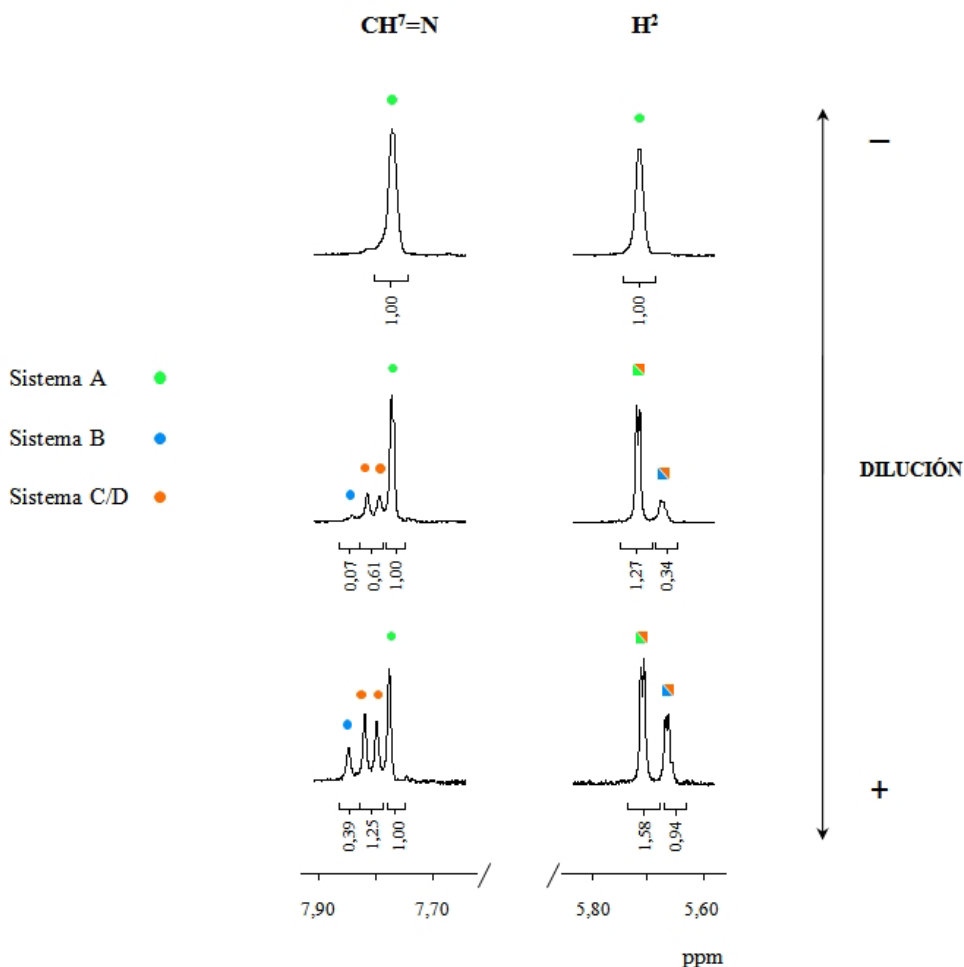 CH⁷=N H²
−
1,00 1,00
Sistema A
Sistema B
Sistema C/D
DILUCIÓN
0,07 0,61 1,00 1,27 0,34
+
0,39 1,25 1,00 1,58 0,94
7,90 7,70 5,80 5,60
ppm